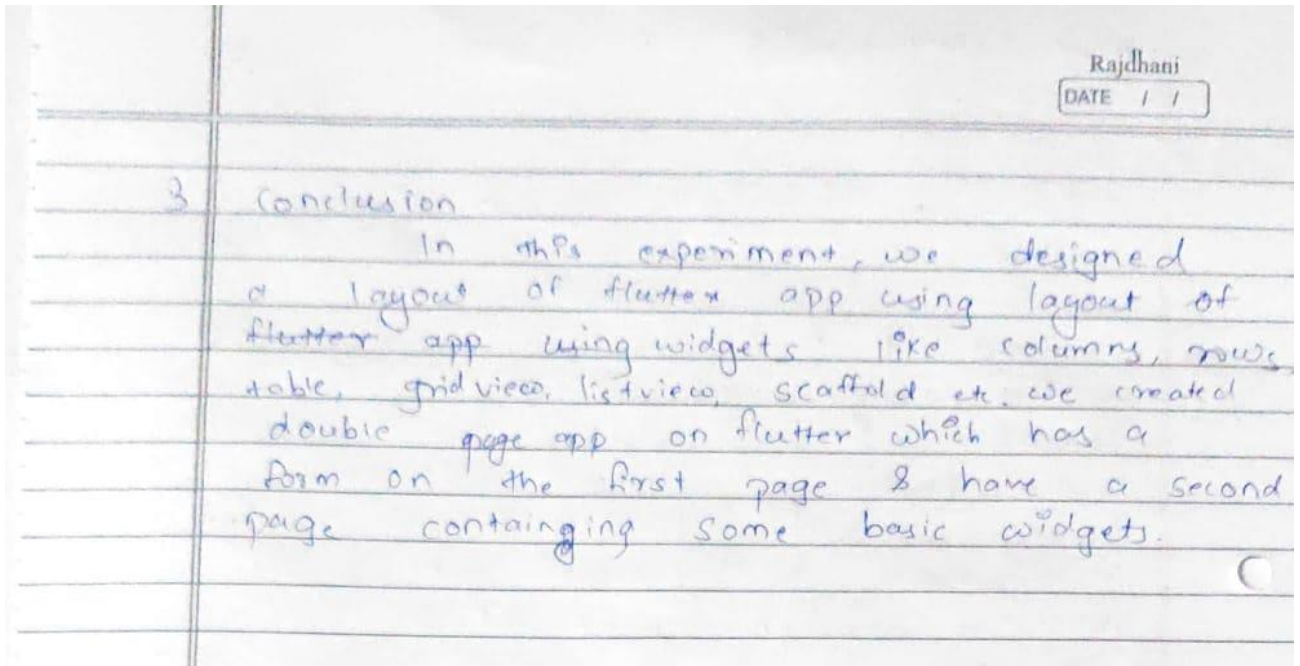 Rajdhani
DATE / /
3 Conclusion
In this experiment, we designed
a layout of flutter app using layout of
flutter app using widgets like columns, rows,
table, gridview, listview, scaffold etc. we created
double page app on flutter which has a
form on the first page & have a second
page containging some basic widgets.